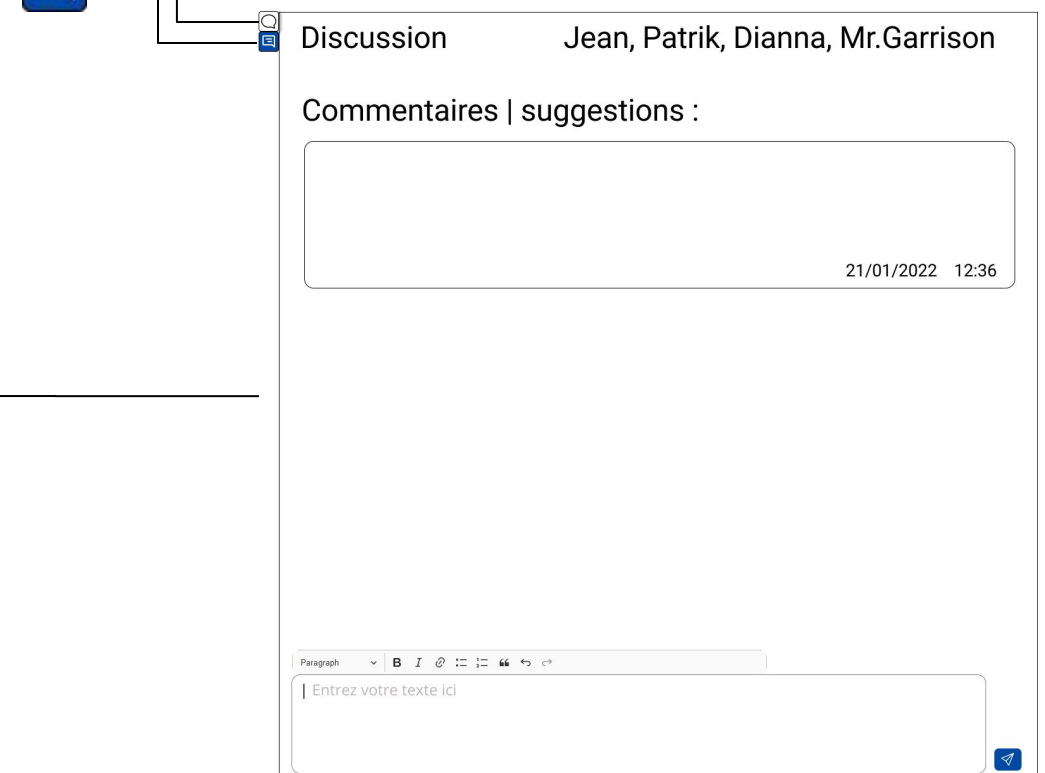 Discussion Jean, Patrik, Dianna, Mr.Garrison
Commentaires | suggestions :
21/01/2022 12:36
Paragraph B I
Entrez votre texte ici